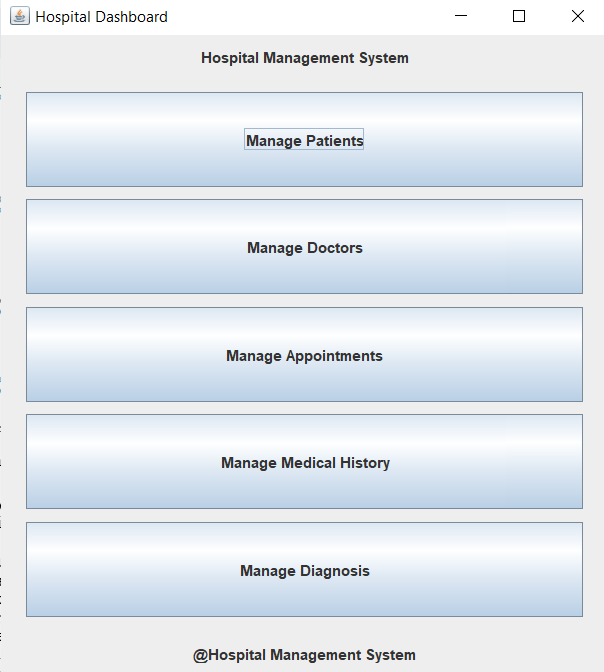 Hospital Dashboard
Hospital Management System
Manage Patients
Manage Doctors
Manage Appointments
Manage Medical History
Manage Diagnosis
@Hospital Management System